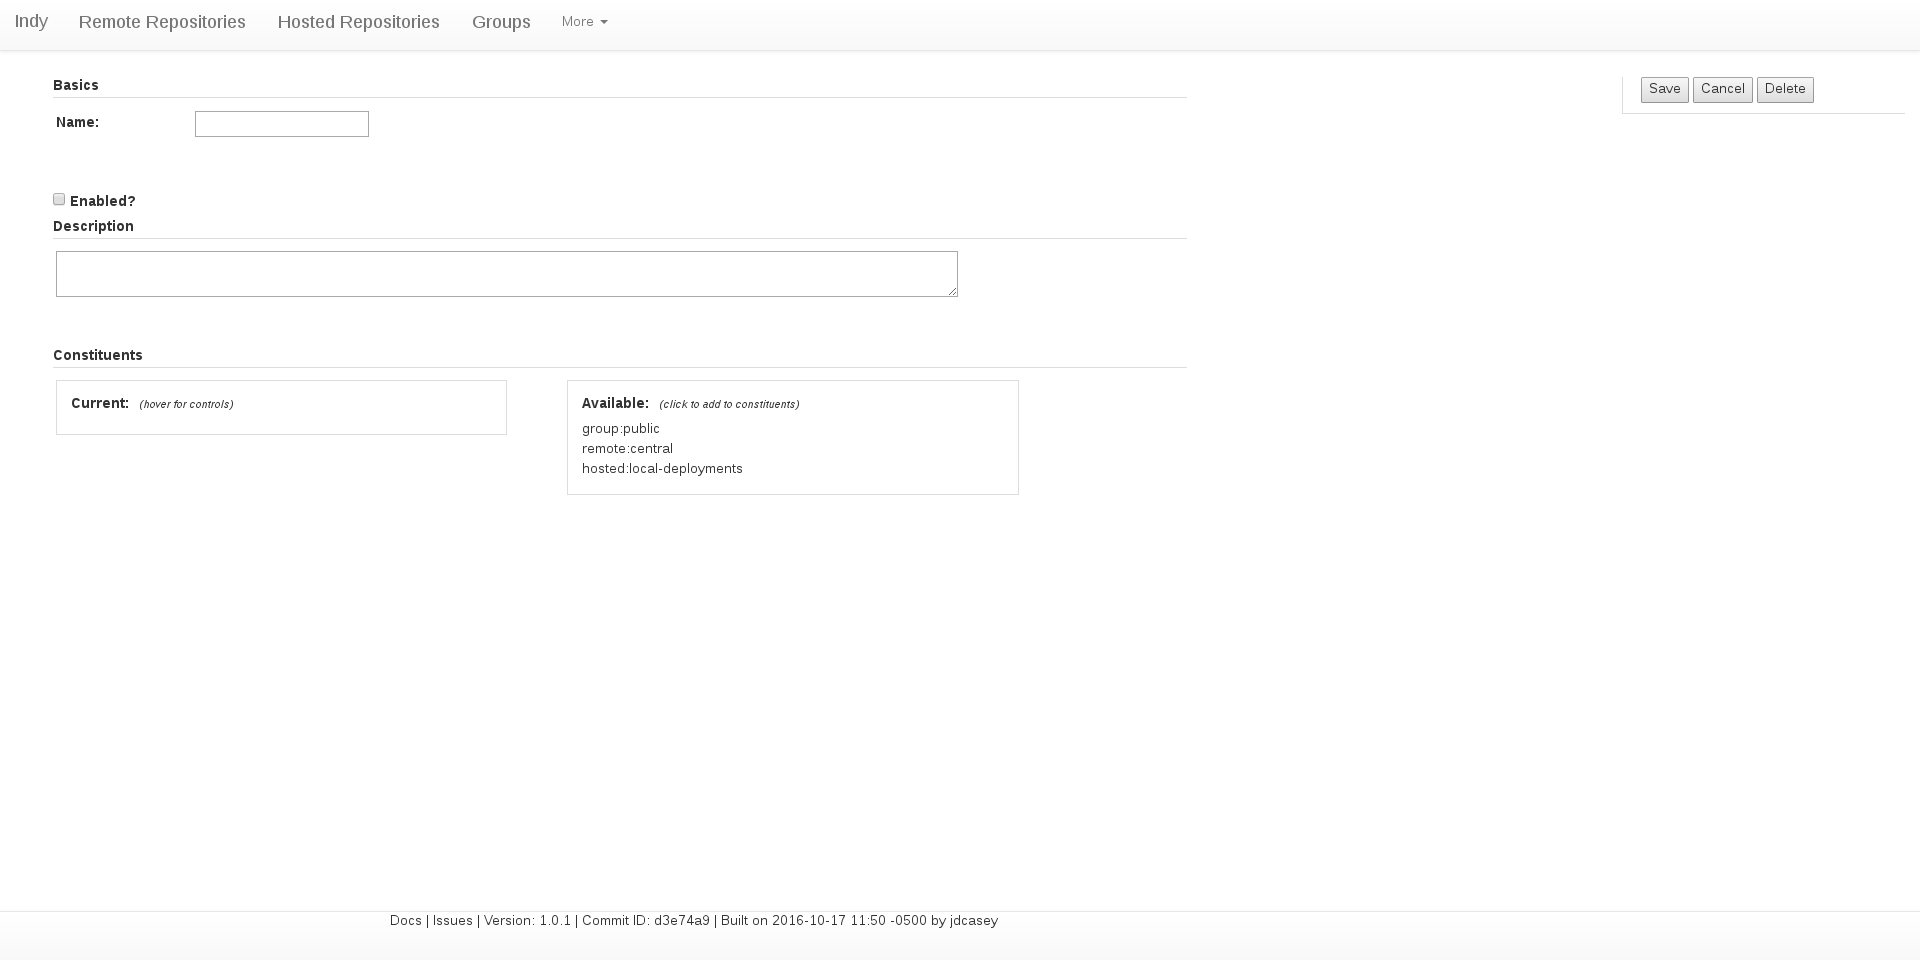 Indy Remote Repositories Hosted Repositories Groups More
Basics
Save Cancel Delete
Name:
Enabled?
Description
Constituents
Current: (hover for controls)
Available: (click to add to constituents)
group:public
remote:central
hosted:local-deployments
Docs | Issues | Version: 1.0.1 | Commit ID: d3e74a9 | Built on 2016-10-17 11:50 -0500 by jdcasey